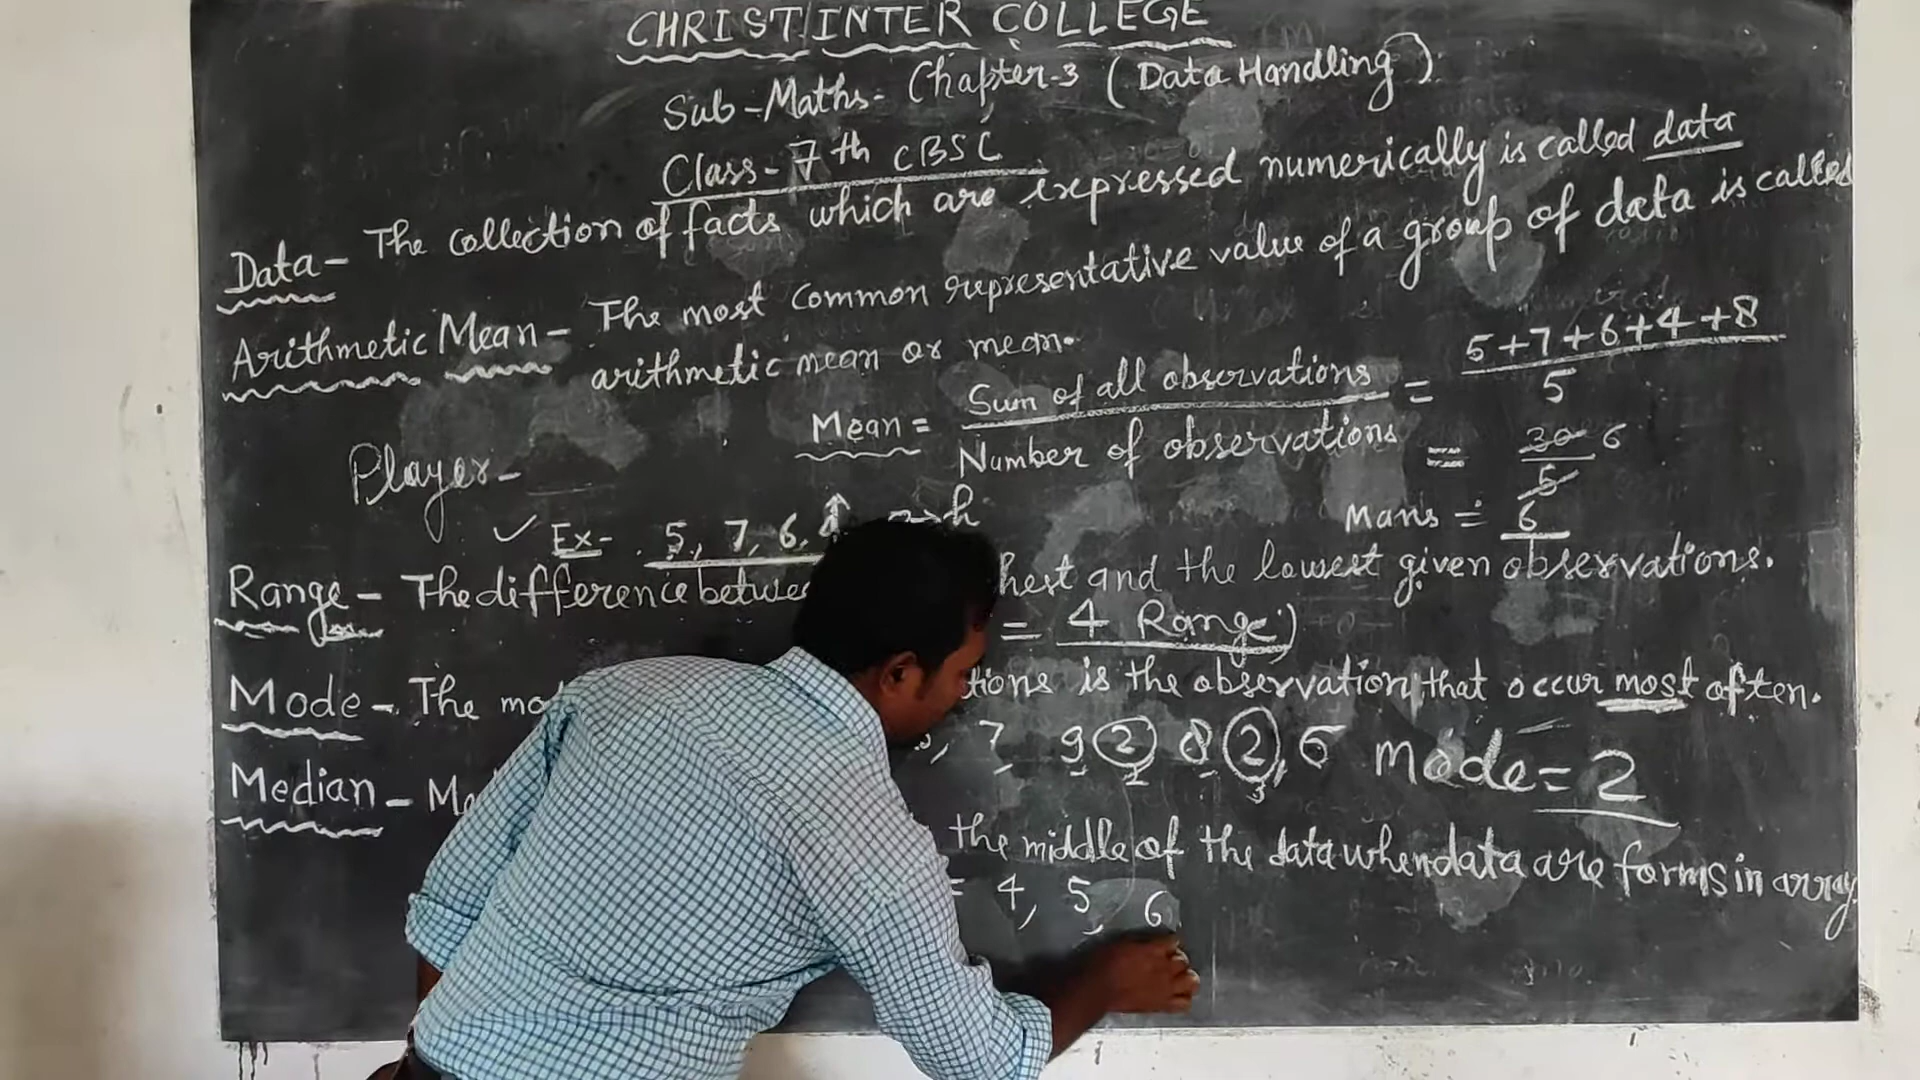 CHRIST INTER COLLEGE
Sub-Maths- Chapter-3 (Data Handling)
Class-7th CBSC
Data- The collection of facts which are expressed numerically is called data
Arithmetic Mean- The most common representative value of a group of data is called
arithmetic mean or mean.
Mean = Sum of all observations / Number of observations = 5+7+6+4+8 / 5
= 30 / 5 6
Player-
Mans = 6
✓ Ex- 5, 7, 6, 4
Range- The difference between hest and the lowest given observations.
= 4 Range)
Mode- The mo tions is the observation that occur most often.
, 7 9 2 8 2, 6 mode = 2
Median- Me the middle of the data when data are forms in array
= 4, 5, 6